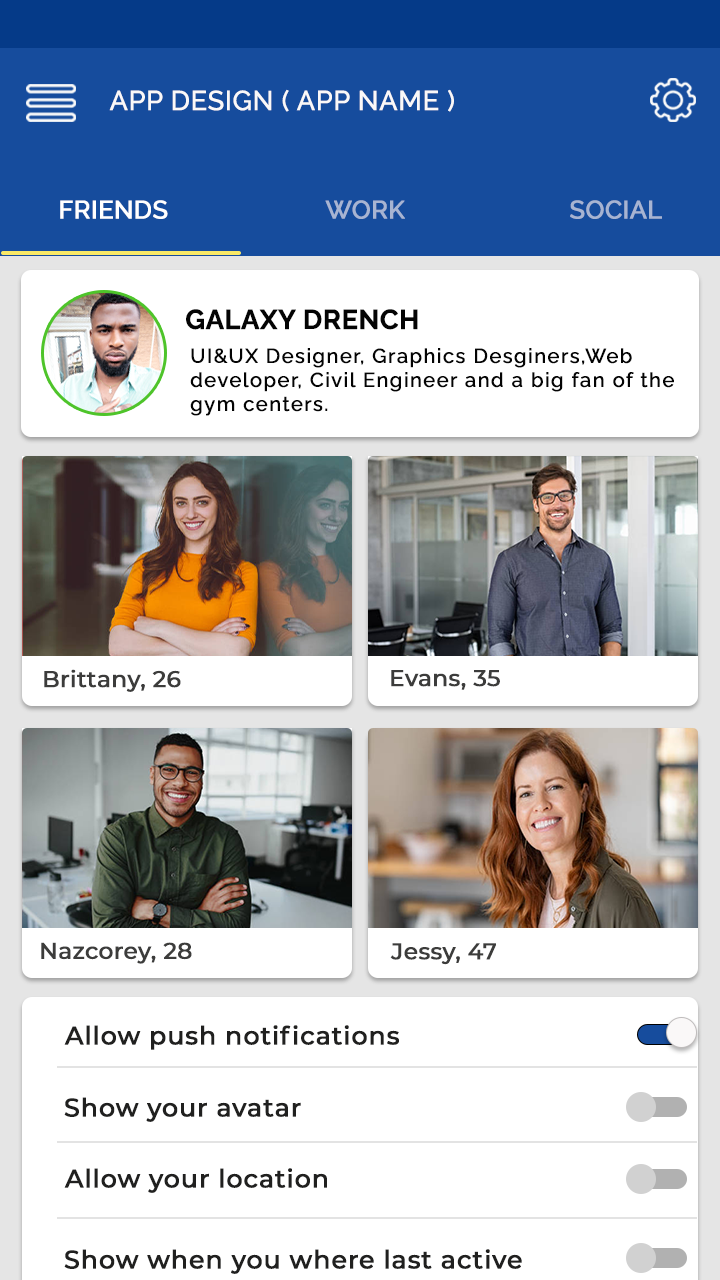 APP DESIGN ( APP NAME )
FRIENDS WORK SOCIAL
GALAXY DRENCH
UI&UX Designer, Graphics Desginers,Web
developer, Civil Engineer and a big fan of the
gym centers.
Brittany, 26
Evans, 35
Nazcorey, 28
Jessy, 47
Allow push notifications
Show your avatar
Allow your location
Show when you where last active